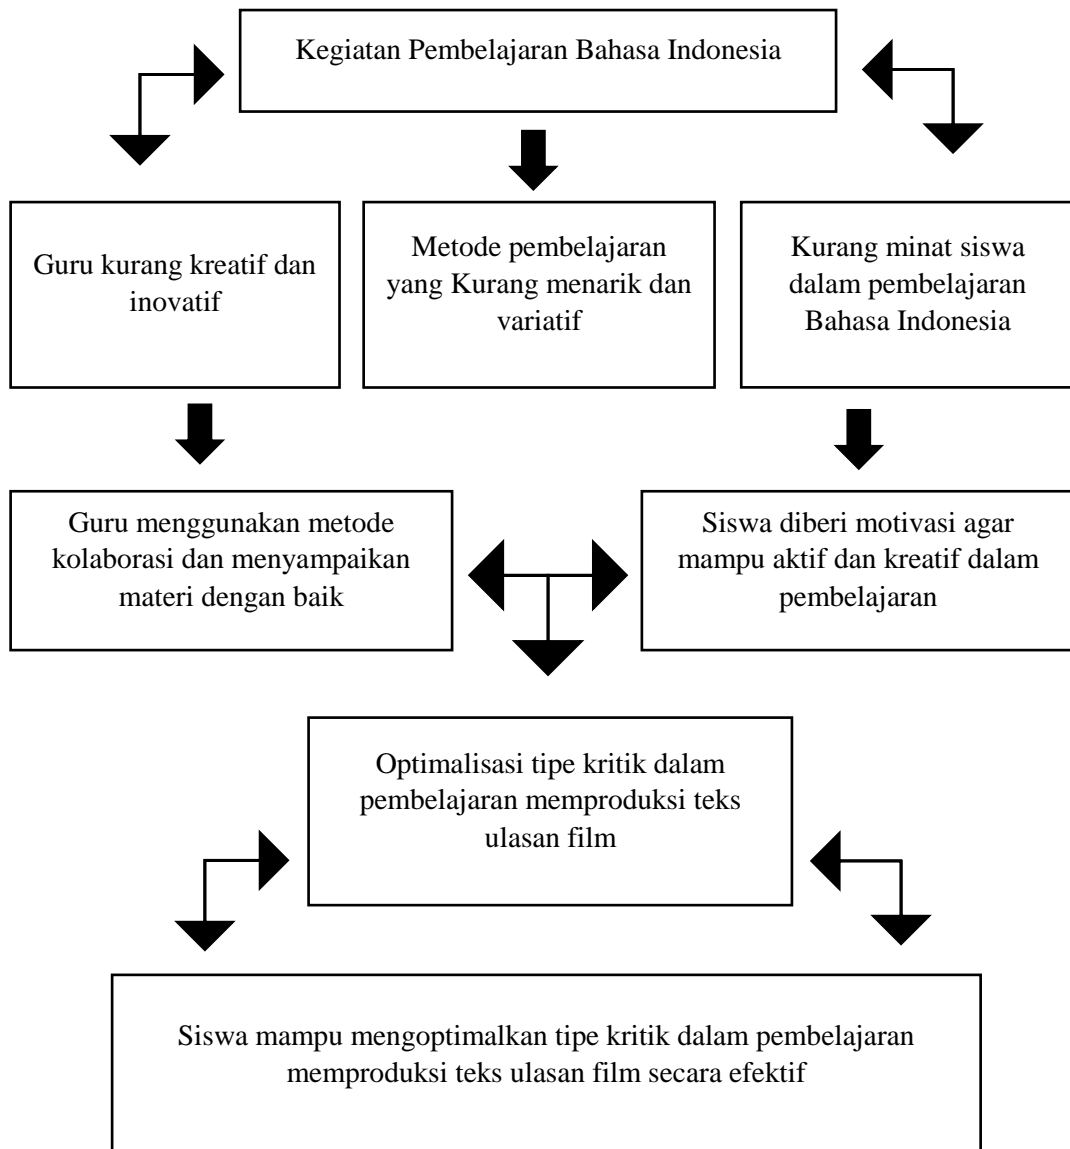 Kegiatan Pembelajaran Bahasa Indonesia
Guru kurang kreatif dan
inovatif
Metode pembelajaran
yang Kurang menarik dan
variatif
Kurang minat siswa
dalam pembelajaran
Bahasa Indonesia
Guru menggunakan metode
kolaborasi dan menyampaikan
materi dengan baik
Siswa diberi motivasi agar
mampu aktif dan kreatif dalam
pembelajaran
Optimalisasi tipe kritik dalam
pembelajaran memproduksi teks
ulasan film
Siswa mampu mengoptimalkan tipe kritik dalam pembelajaran
memproduksi teks ulasan film secara efektif